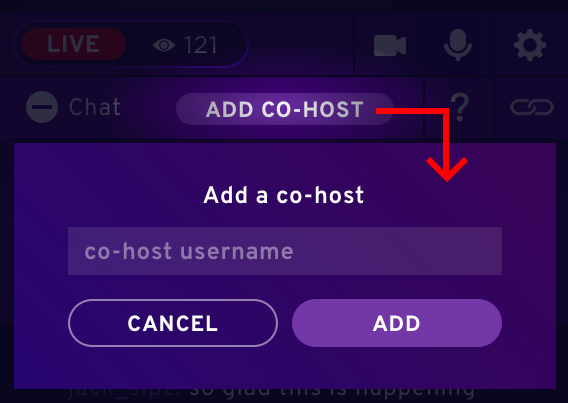 LIVE 121
Chat ADD CO-HOST ?
Add a co-host
co-host username
CANCEL ADD
so glad this is happening